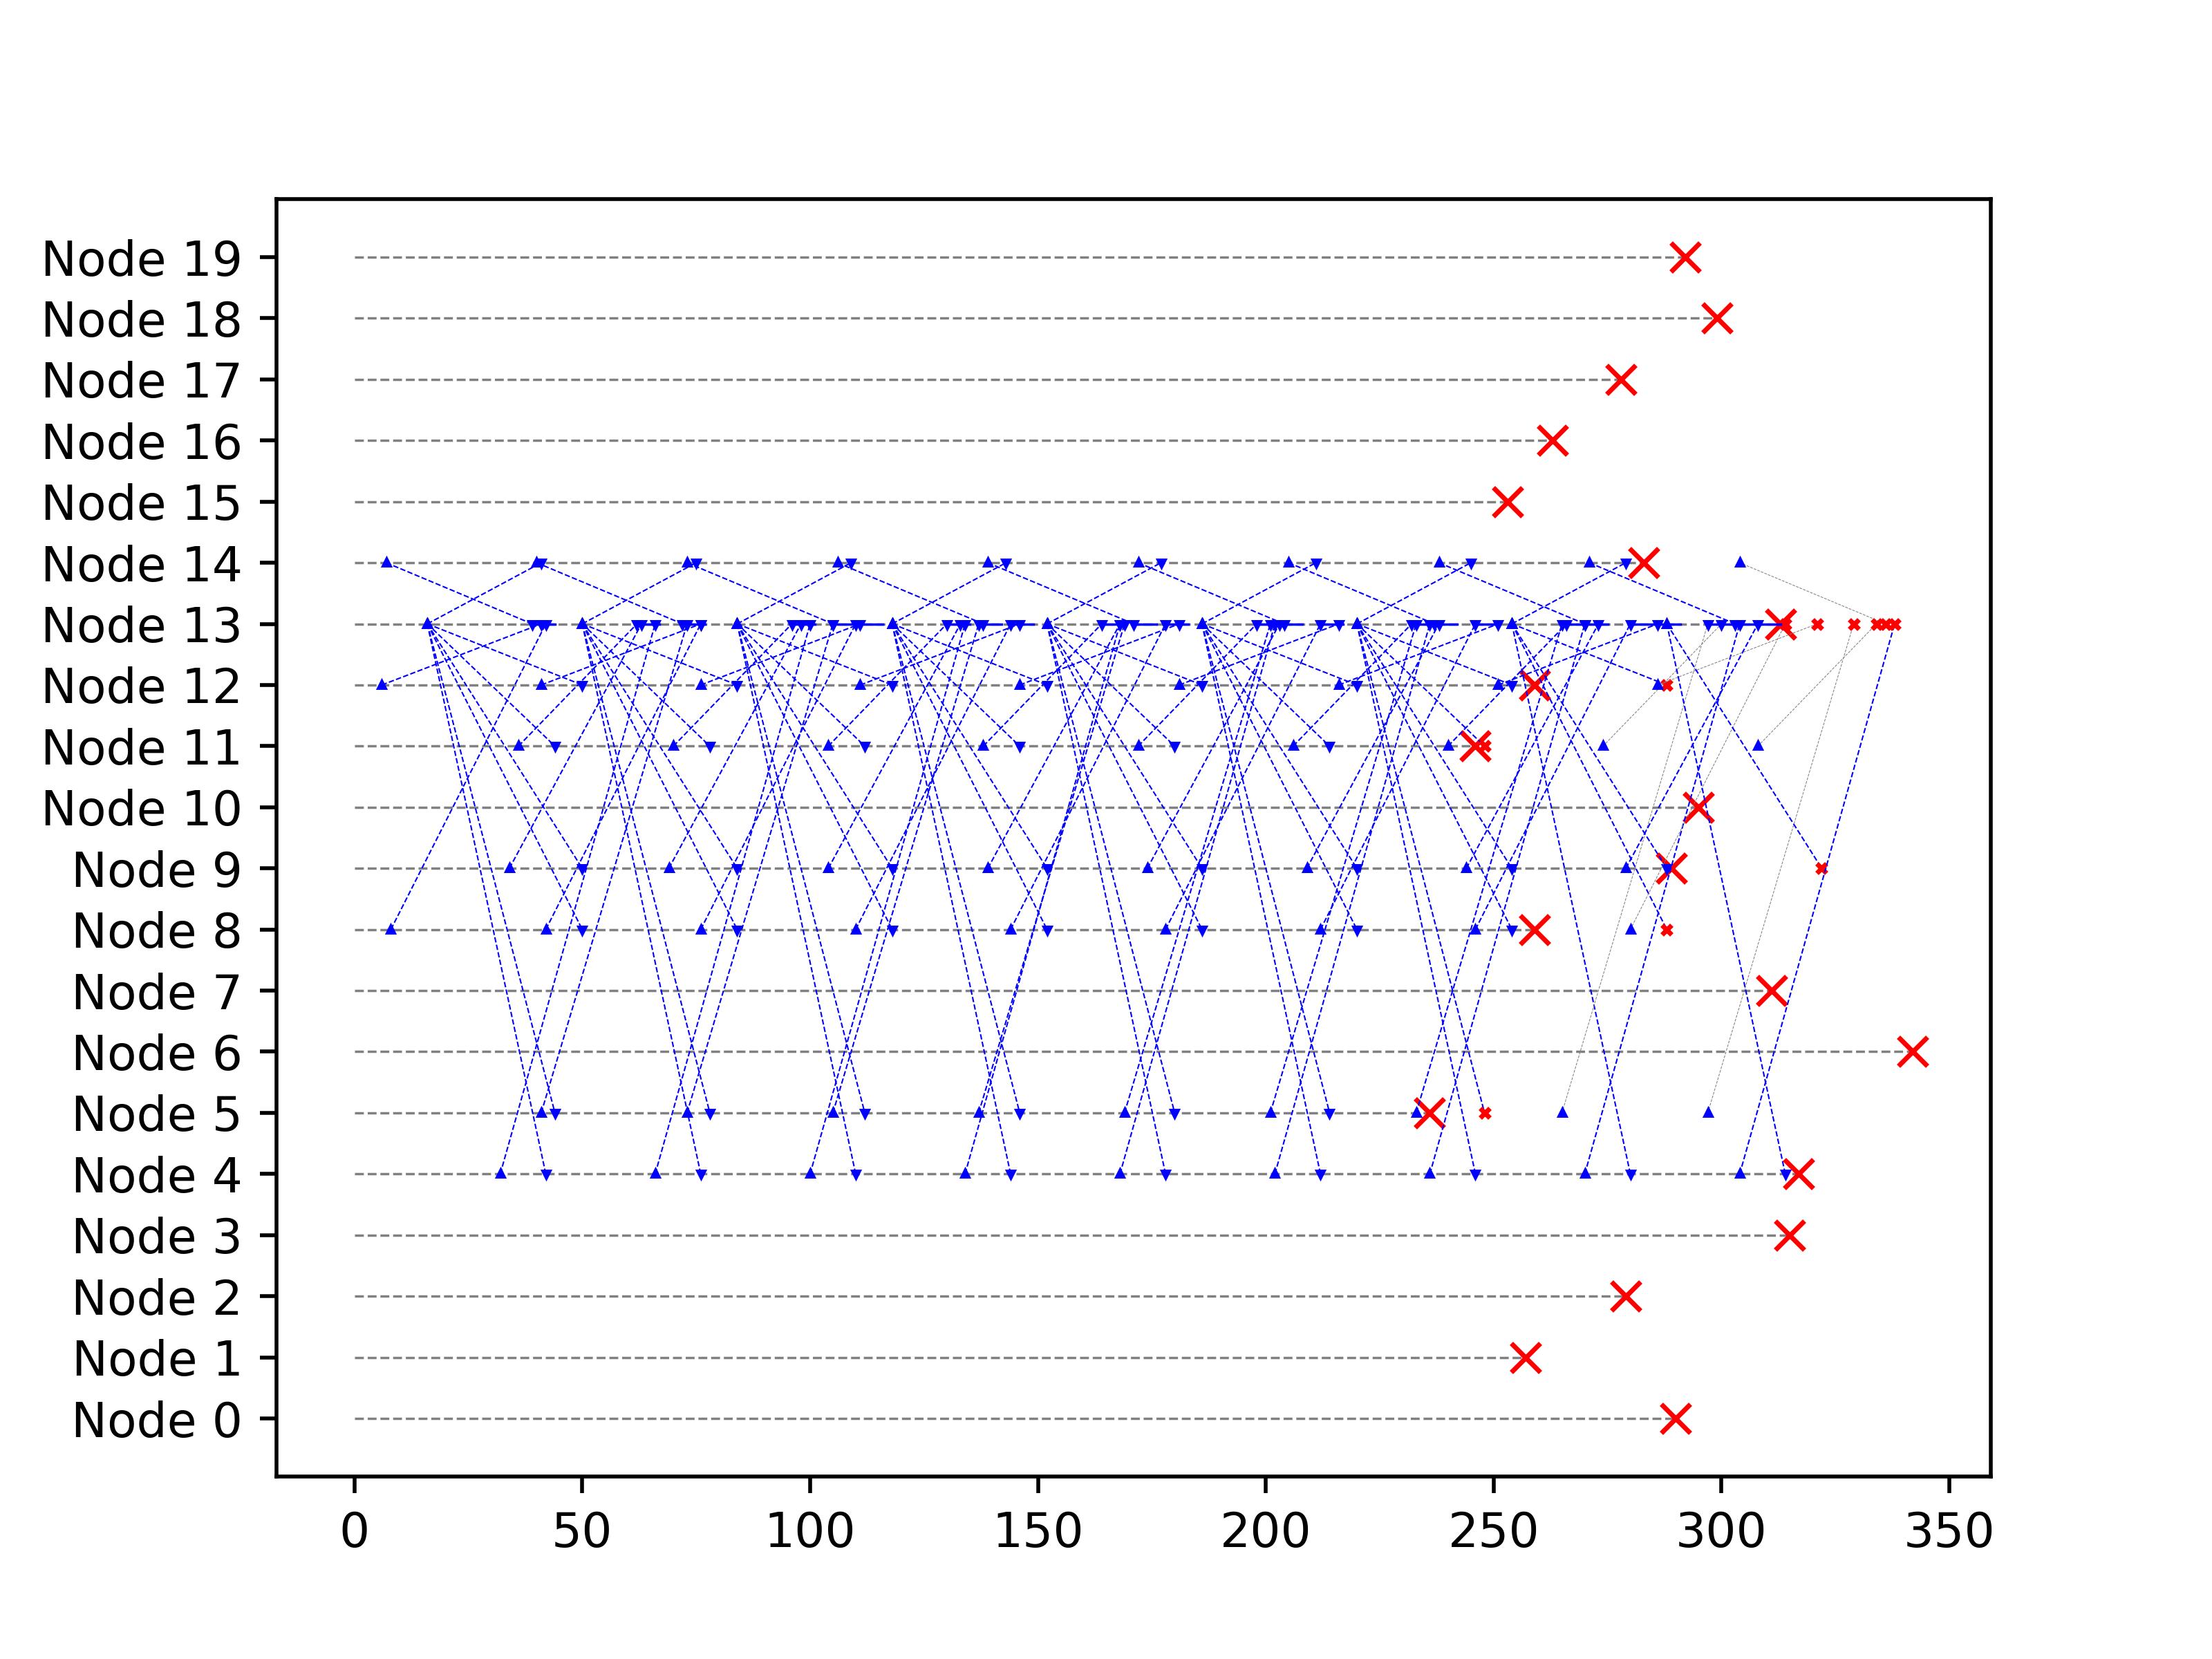 Node 19
Node 18
Node 17
Node 16
Node 15
Node 14
Node 13
Node 12
Node 11
Node 10
Node 9
Node 8
Node 7
Node 6
Node 5
Node 4
Node 3
Node 2
Node 1
Node 0
0 50 100 150 200 250 300 350